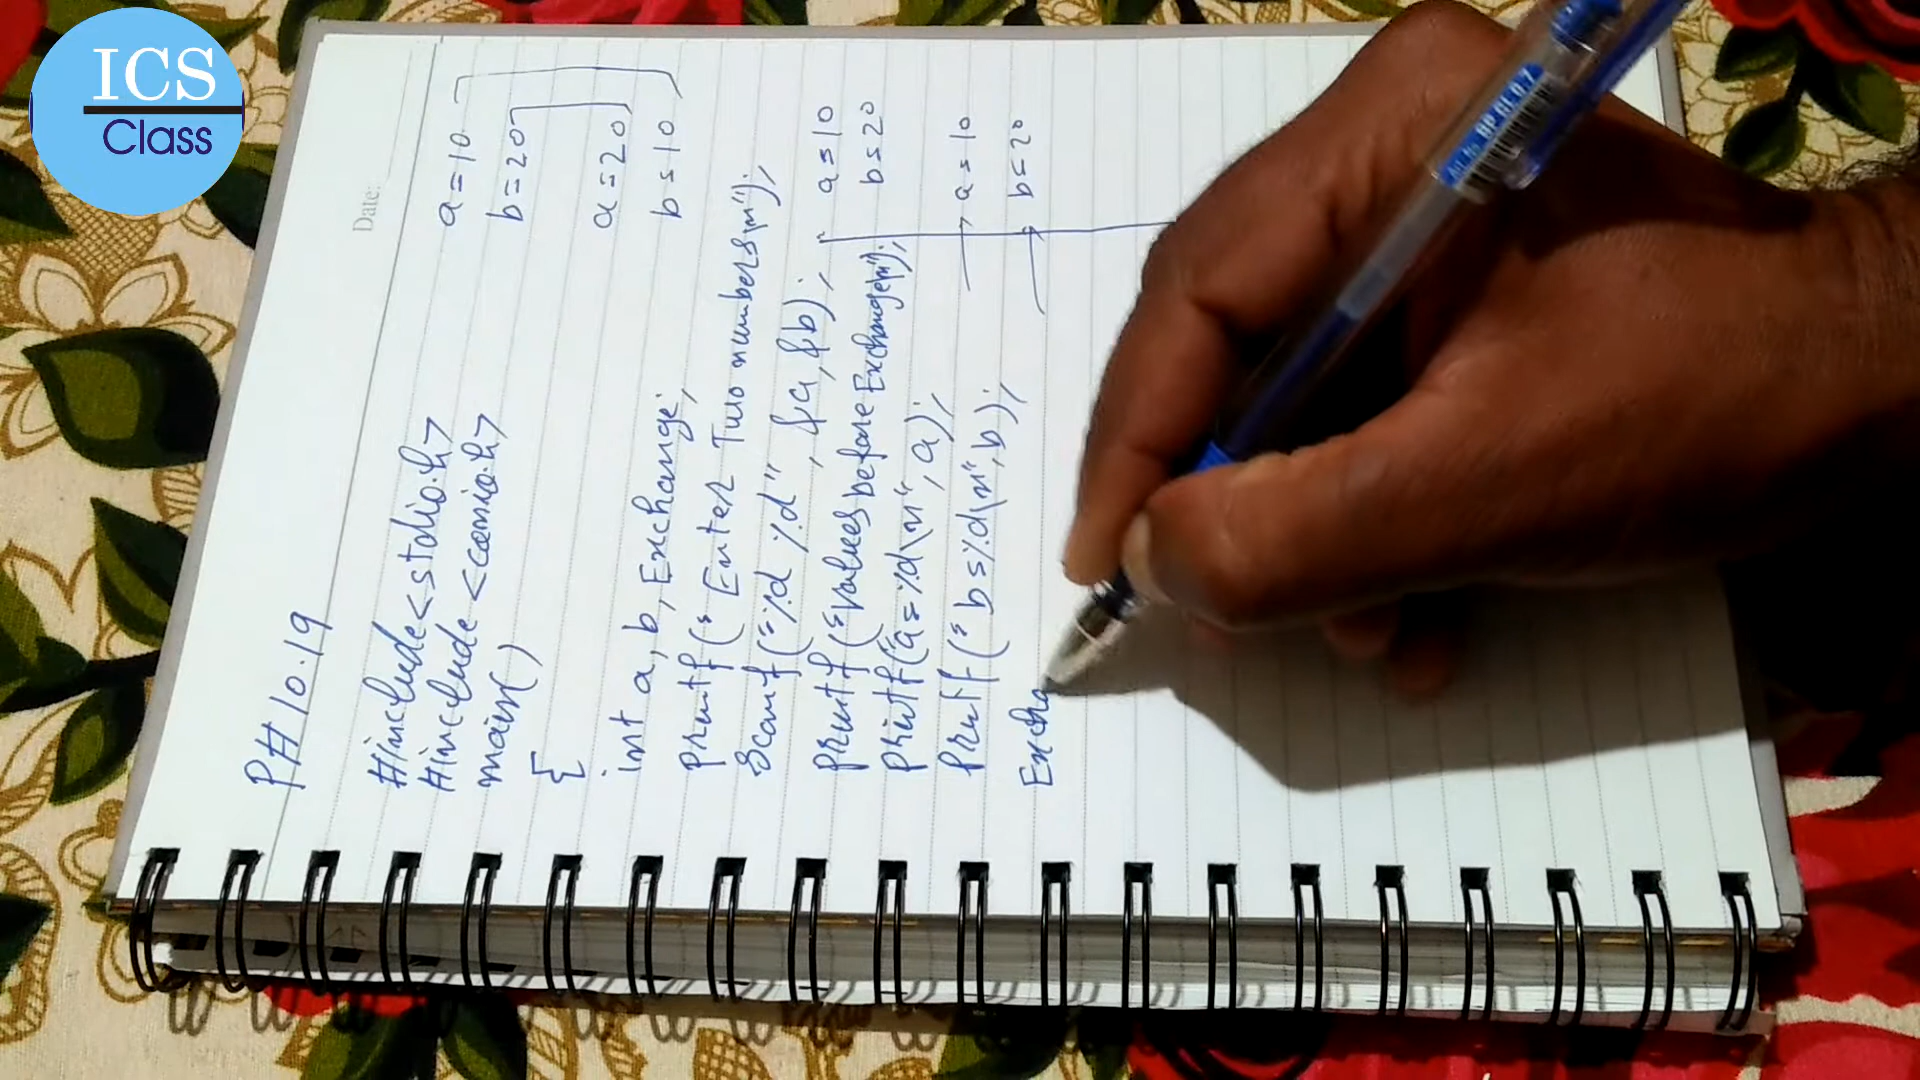 ICS
Class
Date:
P# 10.19
#include<stdio.h>
#include <conio.h>
main()
{
int a, b, Exchange;
printf(" Enter Two numbers\n");
Scanf("%d %d", &a, &b);
printf("values before Exchange\n");
printf("a=%d\n", a);
printf(" b=%d\n", b);
Excha
a=10
b=20
a=20
b=10
a=10
b=20
a=10
b=20